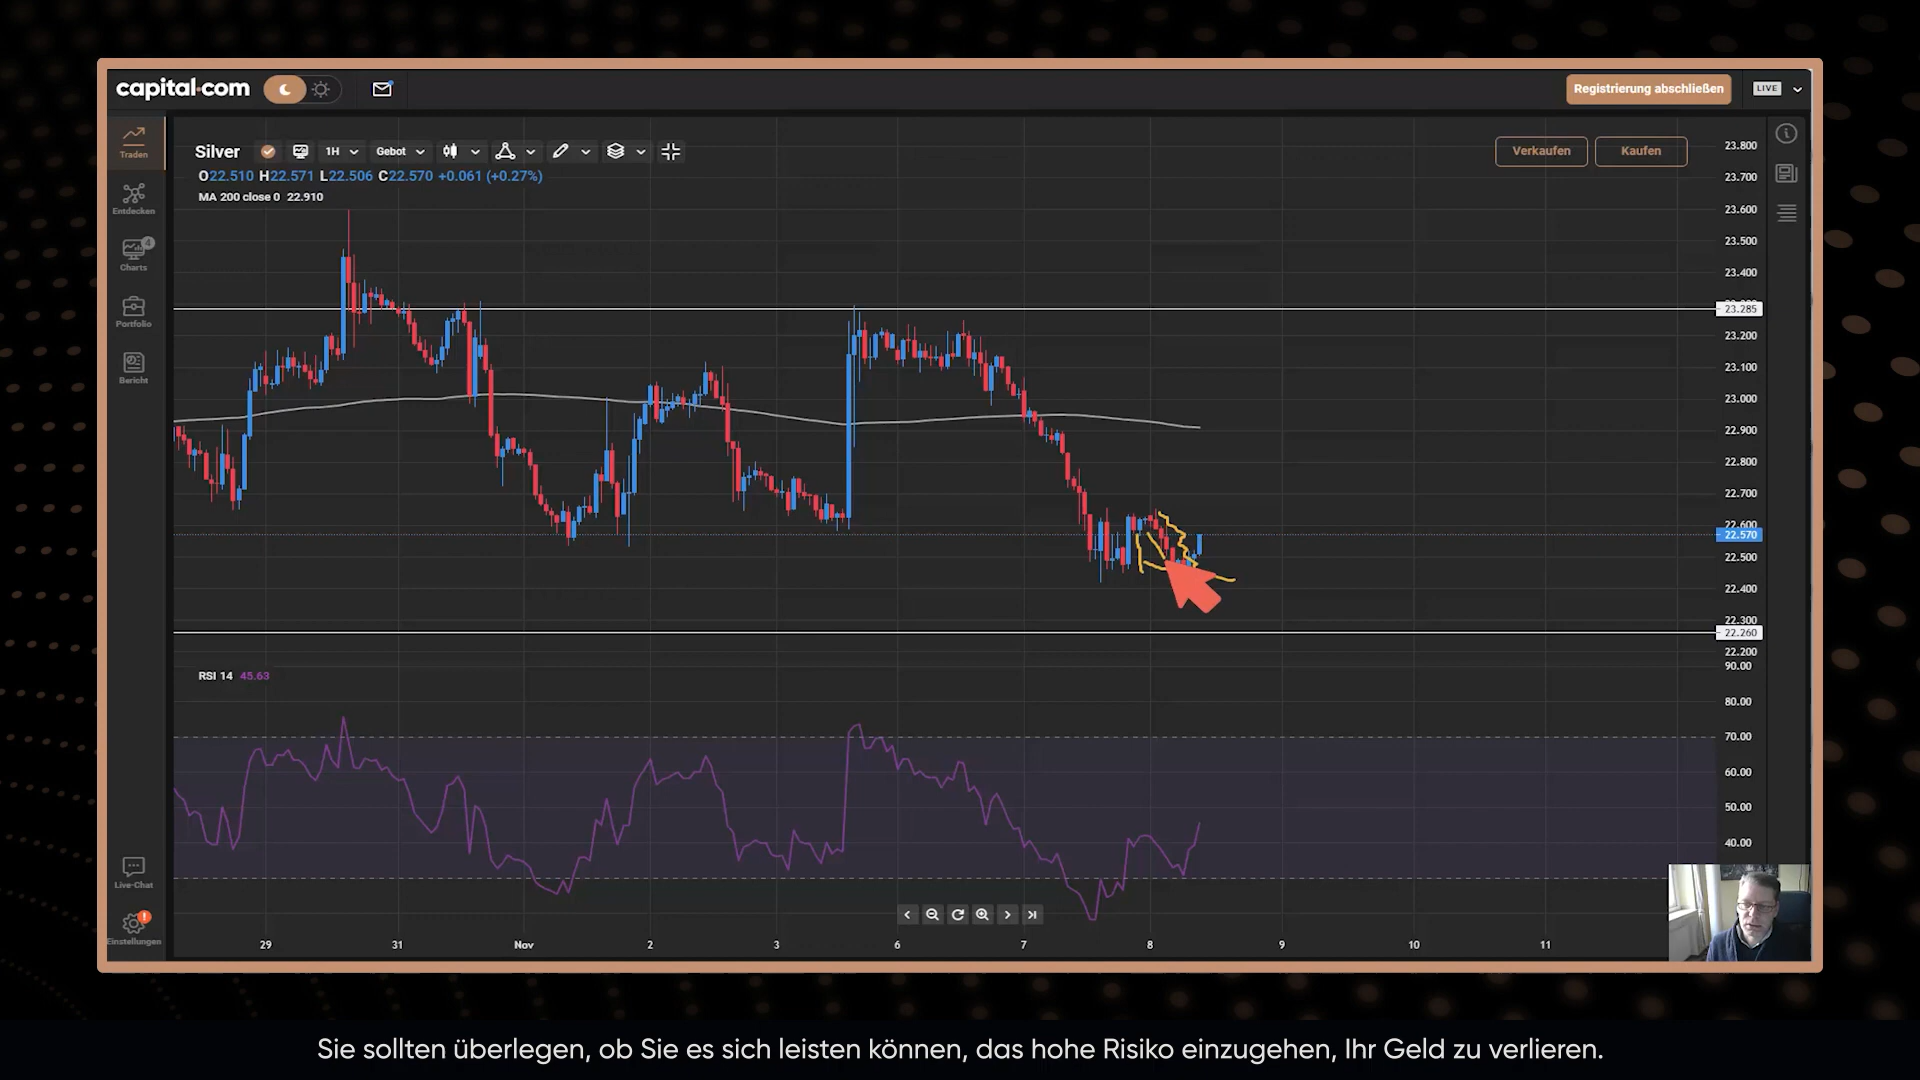 capital.com
Registrierung abschließen
LIVE
Traden
Entdecken
4
Charts
Portfolio
Bericht
Live-Chat
!
Einstellungen
Silver 1H Gebot
Verkaufen Kaufen
O22.510 H22.571 L22.506 C22.570 +0.061 (+0.27%)
MA 200 close 0 22.910
23.800
23.700
23.600
23.500
23.400
23.285
23.200
23.100
23.000
22.900
22.800
22.700
22.600
22.570
22.500
22.400
22.300
22.260
22.200
RSI 14 45.63
90.00
80.00
70.00
60.00
50.00
40.00
29 31 Nov 2 3 6 7 8 9 10 11
Sie sollten überlegen, ob Sie es sich leisten können, das hohe Risiko einzugehen, Ihr Geld zu verlieren.